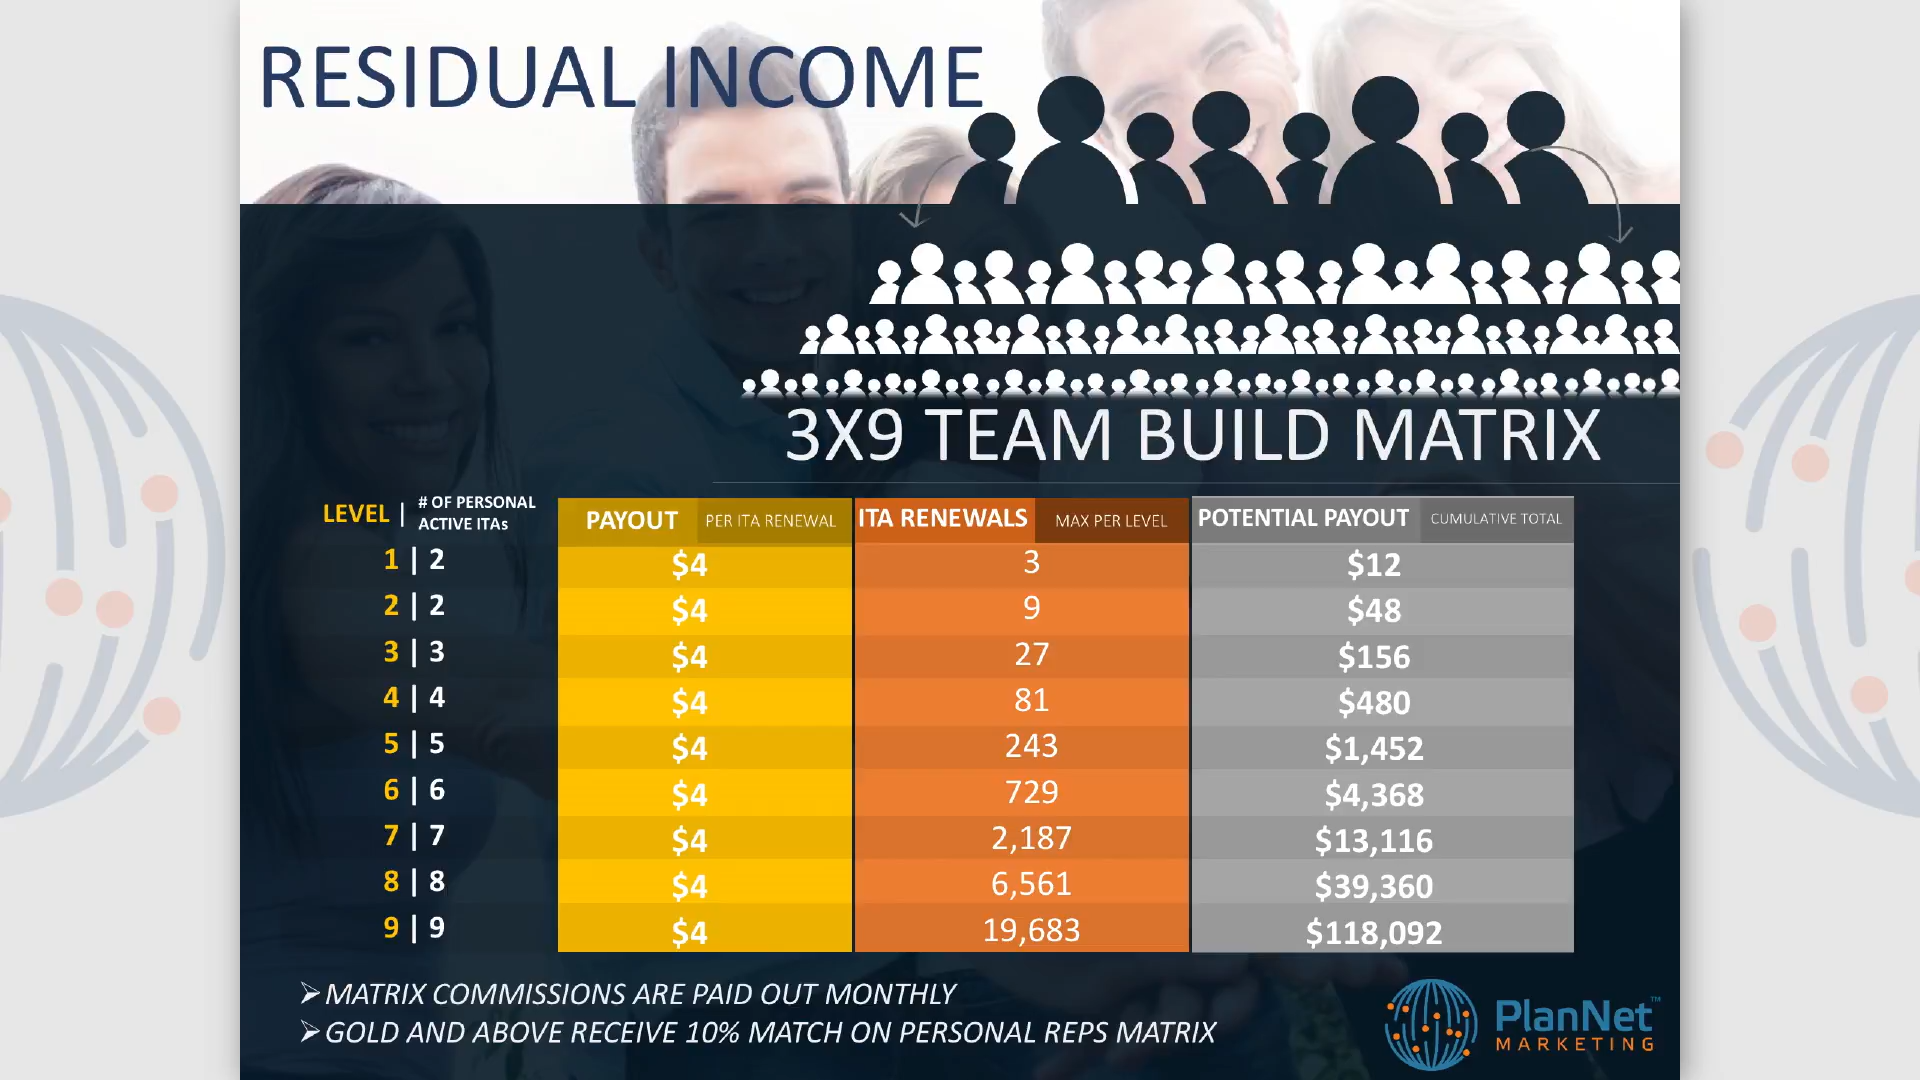 RESIDUAL INCOME
3X9 TEAM BUILD MATRIX
LEVEL | # OF PERSONAL ACTIVE ITAs PAYOUT PER ITA RENEWAL ITA RENEWALS MAX PER LEVEL POTENTIAL PAYOUT CUMULATIVE TOTAL
1 | 2 $4 3 $12
2 | 2 $4 9 $48
3 | 3 $4 27 $156
4 | 4 $4 81 $480
5 | 5 $4 243 $1,452
6 | 6 $4 729 $4,368
7 | 7 $4 2,187 $13,116
8 | 8 $4 6,561 $39,360
9 | 9 $4 19,683 $118,092
➢MATRIX COMMISSIONS ARE PAID OUT MONTHLY
➢GOLD AND ABOVE RECEIVE 10% MATCH ON PERSONAL REPS MATRIX
PlanNet™
MARKETING